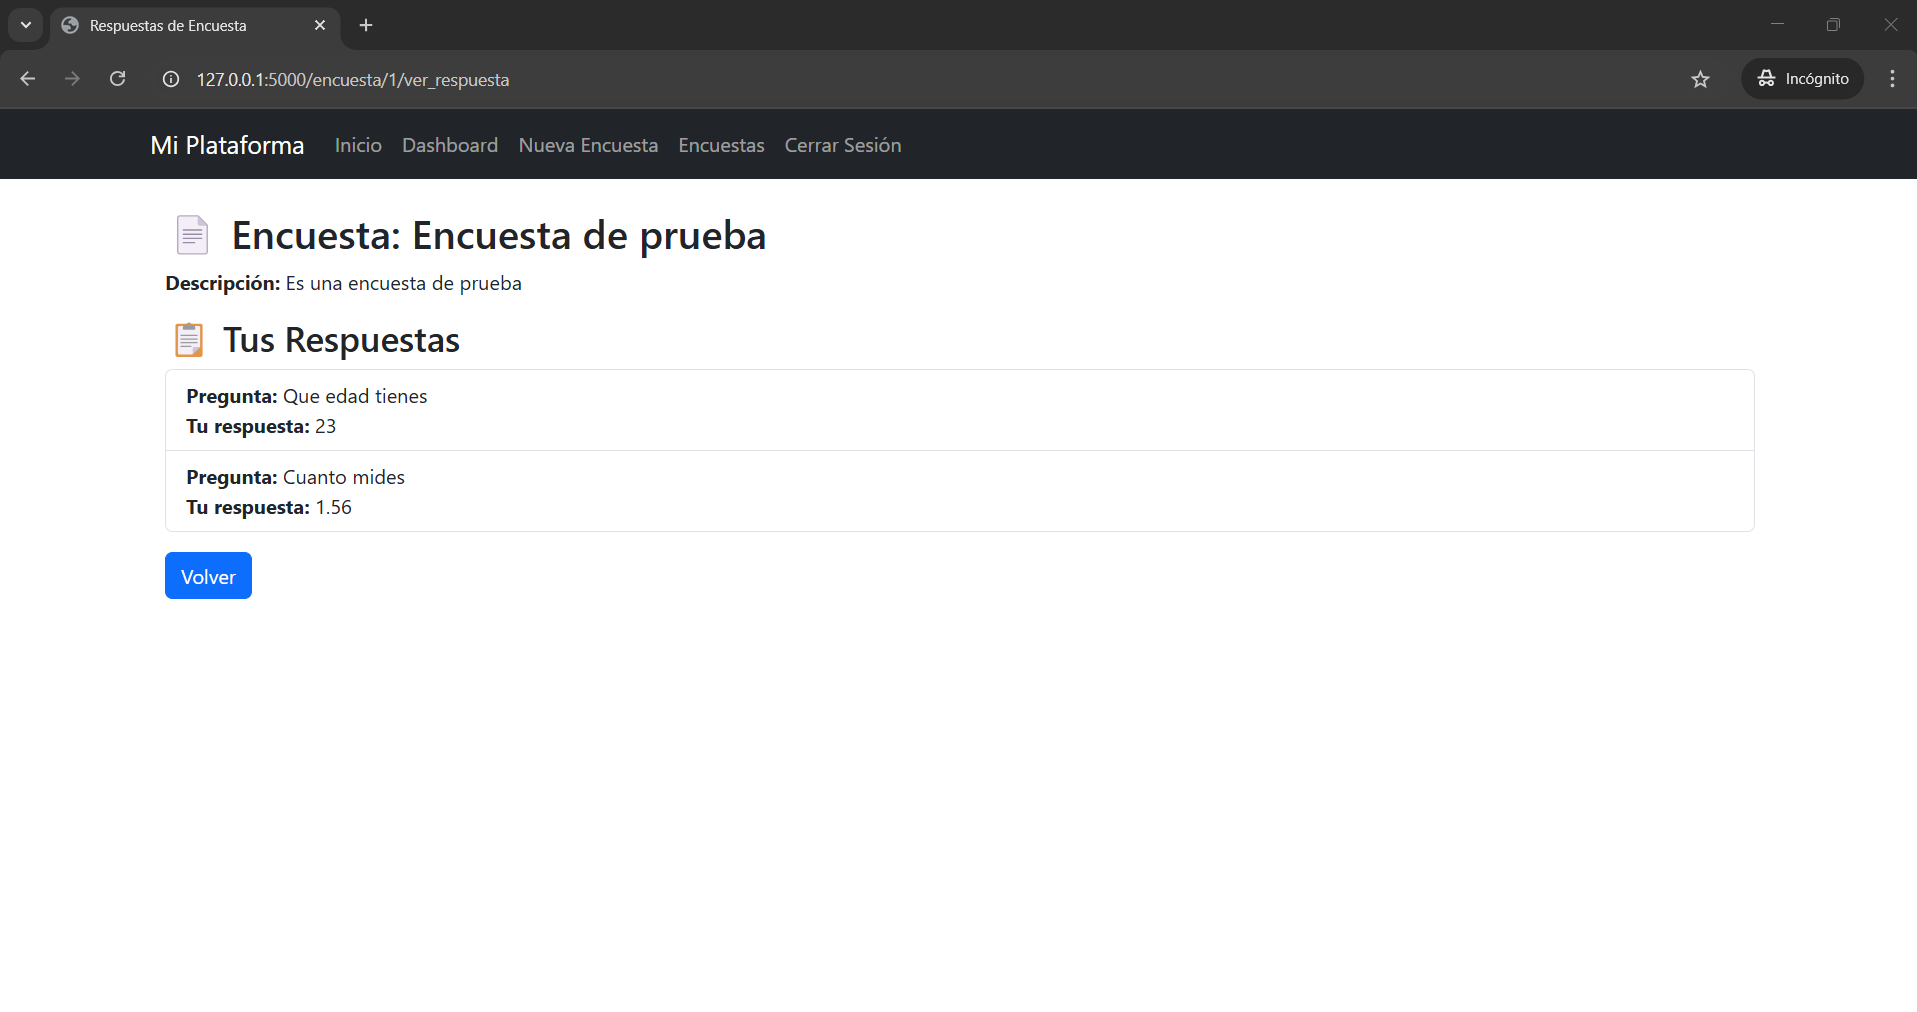 Respuestas de Encuesta
127.0.0.1:5000/encuesta/1/ver_respuesta
Incógnito
Mi Plataforma Inicio Dashboard Nueva Encuesta Encuestas Cerrar Sesión
Encuesta: Encuesta de prueba
Descripción: Es una encuesta de prueba
Tus Respuestas
Pregunta: Que edad tienes
Tu respuesta: 23
Pregunta: Cuanto mides
Tu respuesta: 1.56
Volver